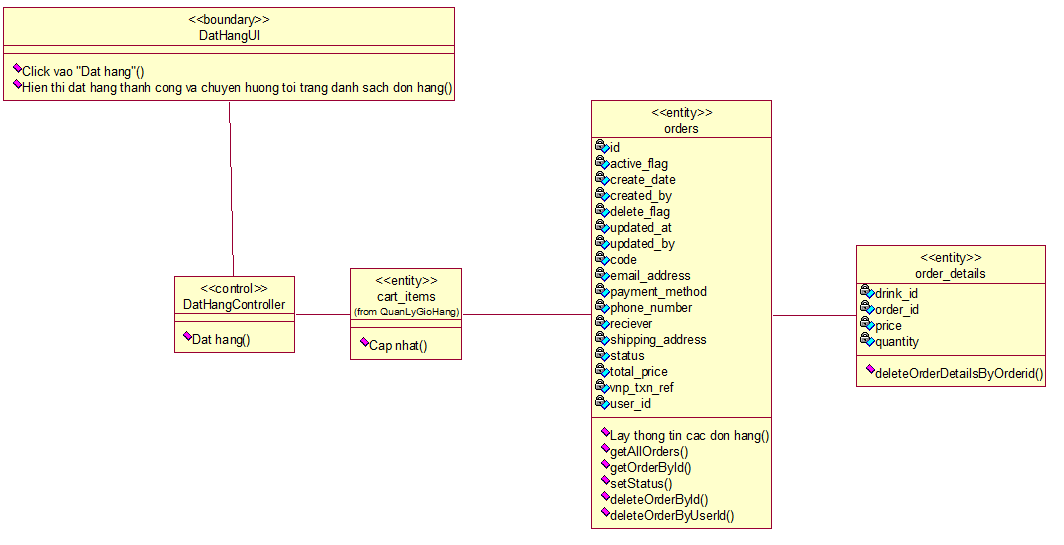 <<boundary>>
DatHangUI
Click vao "Dat hang"()
Hien thi dat hang thanh cong va chuyen huong toi trang danh sach don hang()
<<control>>
DatHangController
Dat hang()
<<entity>>
cart_items
(from QuanLyGioHang)
Cap nhat()
<<entity>>
orders
id
active_flag
create_date
created_by
delete_flag
updated_at
updated_by
code
email_address
payment_method
phone_number
reciever
shipping_address
status
total_price
vnp_txn_ref
user_id
Lay thong tin cac don hang()
getAllOrders()
getOrderById()
setStatus()
deleteOrderById()
deleteOrderByUserId()
<<entity>>
order_details
drink_id
order_id
price
quantity
deleteOrderDetailsByOrderid()